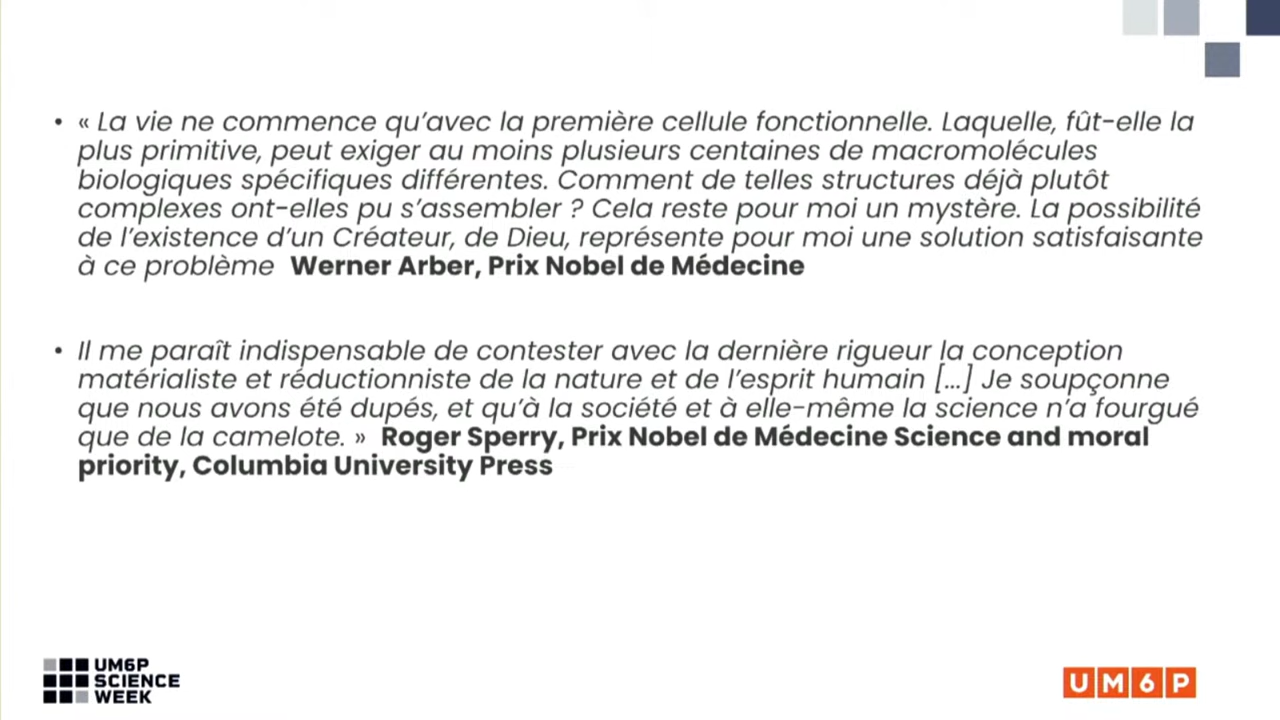 • « La vie ne commence qu’avec la première cellule fonctionnelle. Laquelle, fût-elle la
plus primitive, peut exiger au moins plusieurs centaines de macromolécules
biologiques spécifiques différentes. Comment de telles structures déjà plutôt
complexes ont-elles pu s’assembler ? Cela reste pour moi un mystère. La possibilité
de l’existence d’un Créateur, de Dieu, représente pour moi une solution satisfaisante
à ce problème Werner Arber, Prix Nobel de Médecine
• Il me paraît indispensable de contester avec la dernière rigueur la conception
matérialiste et réductionniste de la nature et de l’esprit humain […] Je soupçonne
que nous avons été dupés, et qu’à la société et à elle-même la science n’a fourgué
que de la camelote. » Roger Sperry, Prix Nobel de Médecine Science and moral
priority, Columbia University Press
UM6P
SCIENCE
WEEK
UM6P